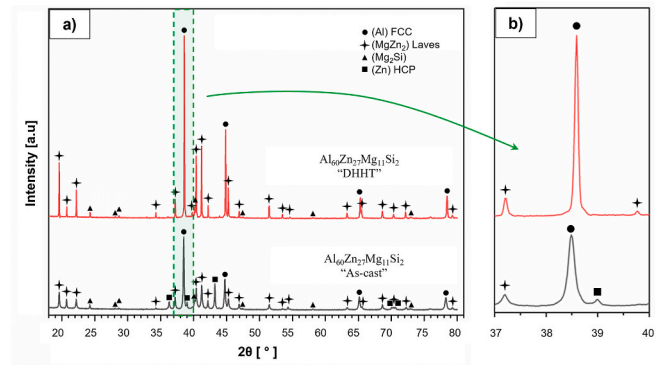 a)
● (Al) FCC
✦ (MgZn₂) Laves
▲ (Mg₂Si)
■ (Zn) HCP
Al₆₀Zn₂₇Mg₁₁Si₂
“DHHT”
Al₆₀Zn₂₇Mg₁₁Si₂
“As-cast”
Intensity [a.u]
20 25 30 35 40 45 50 55 60 65 70 75 80
2θ [ ° ]
b)
37 38 39 40